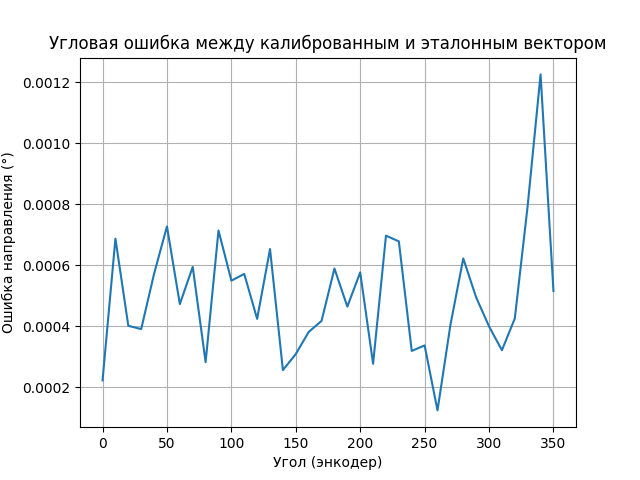 Угловая ошибка между калиброванным и эталонным вектором
0.0012
0.0010
0.0008
0.0006
0.0004
0.0002
Ошибка направления (°)
0 50 100 150 200 250 300 350
Угол (энкодер)